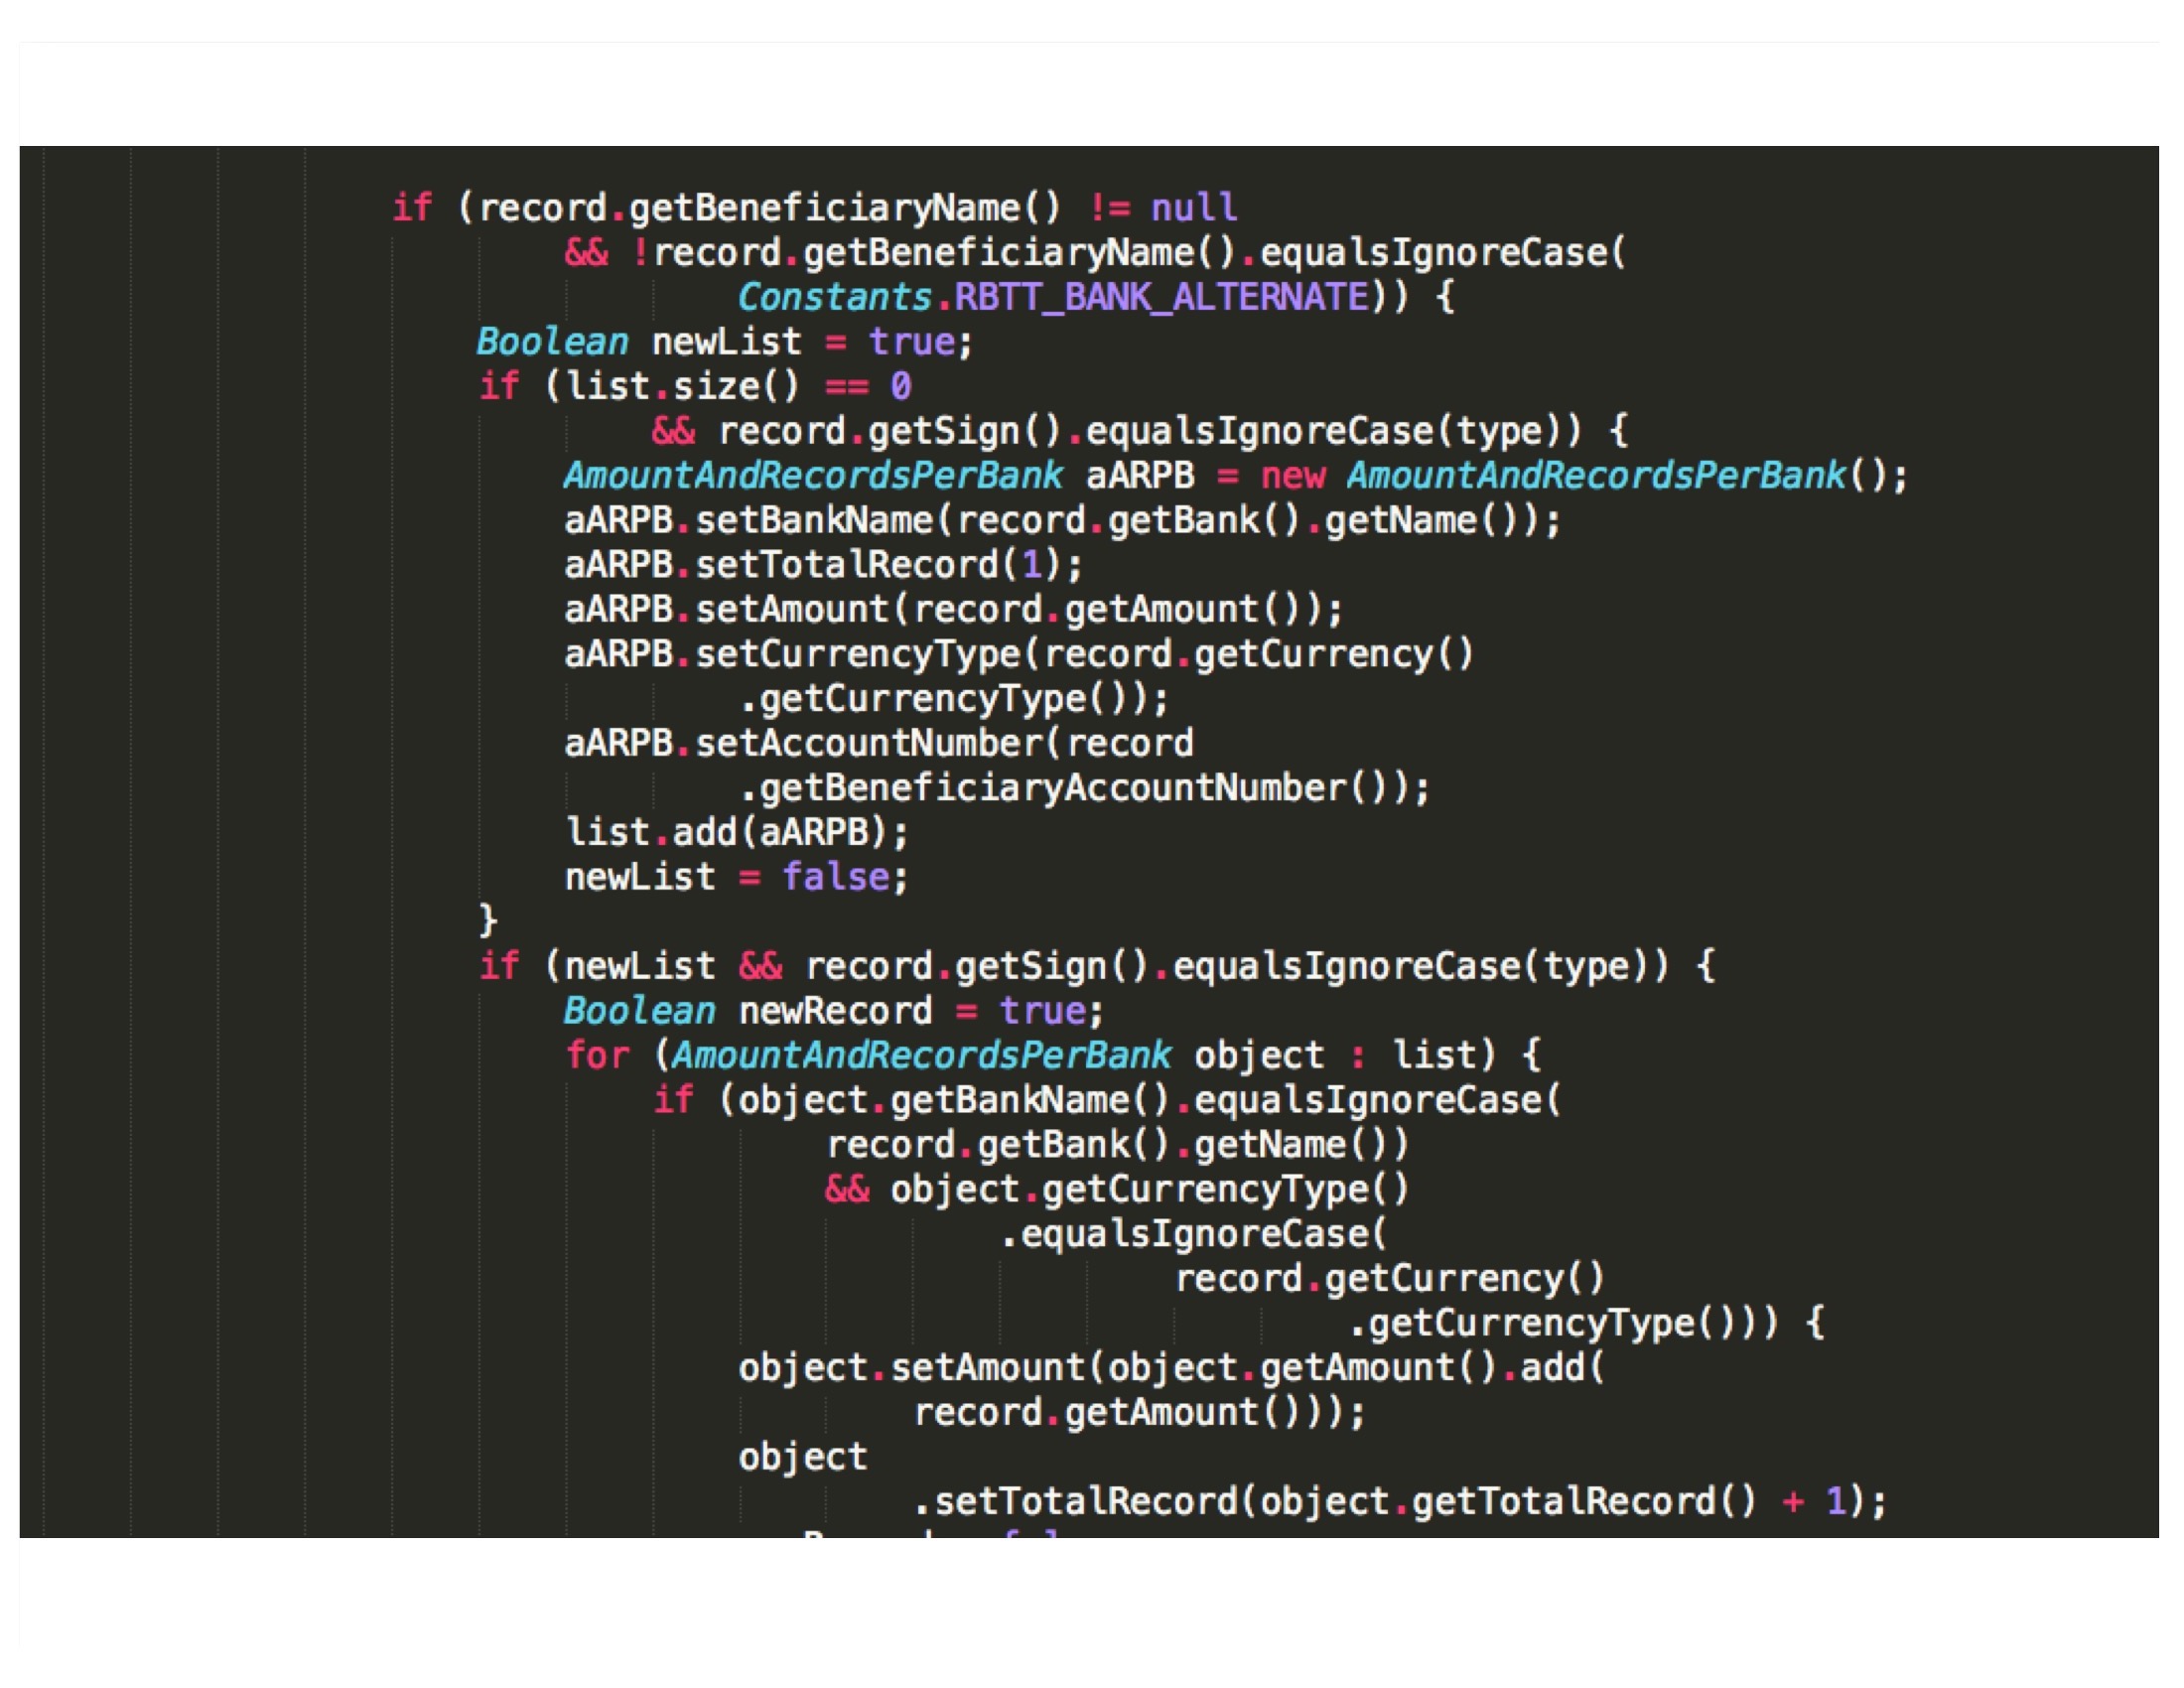 if (record.getBeneficiaryName() != null
&& !record.getBeneficiaryName().equalsIgnoreCase(
Constants.RBTT_BANK_ALTERNATE)) {
Boolean newList = true;
if (list.size() == 0
&& record.getSign().equalsIgnoreCase(type)) {
AmountAndRecordsPerBank aARPB = new AmountAndRecordsPerBank();
aARPB.setBankName(record.getBank().getName());
aARPB.setTotalRecord(1);
aARPB.setAmount(record.getAmount());
aARPB.setCurrencyType(record.getCurrency()
.getCurrencyType());
aARPB.setAccountNumber(record
.getBeneficiaryAccountNumber());
list.add(aARPB);
newList = false;
}
if (newList && record.getSign().equalsIgnoreCase(type)) {
Boolean newRecord = true;
for (AmountAndRecordsPerBank object : list) {
if (object.getBankName().equalsIgnoreCase(
record.getBank().getName())
&& object.getCurrencyType()
.equalsIgnoreCase(
record.getCurrency()
.getCurrencyType())) {
object.setAmount(object.getAmount().add(
record.getAmount()));
object
.setTotalRecord(object.getTotalRecord() + 1);